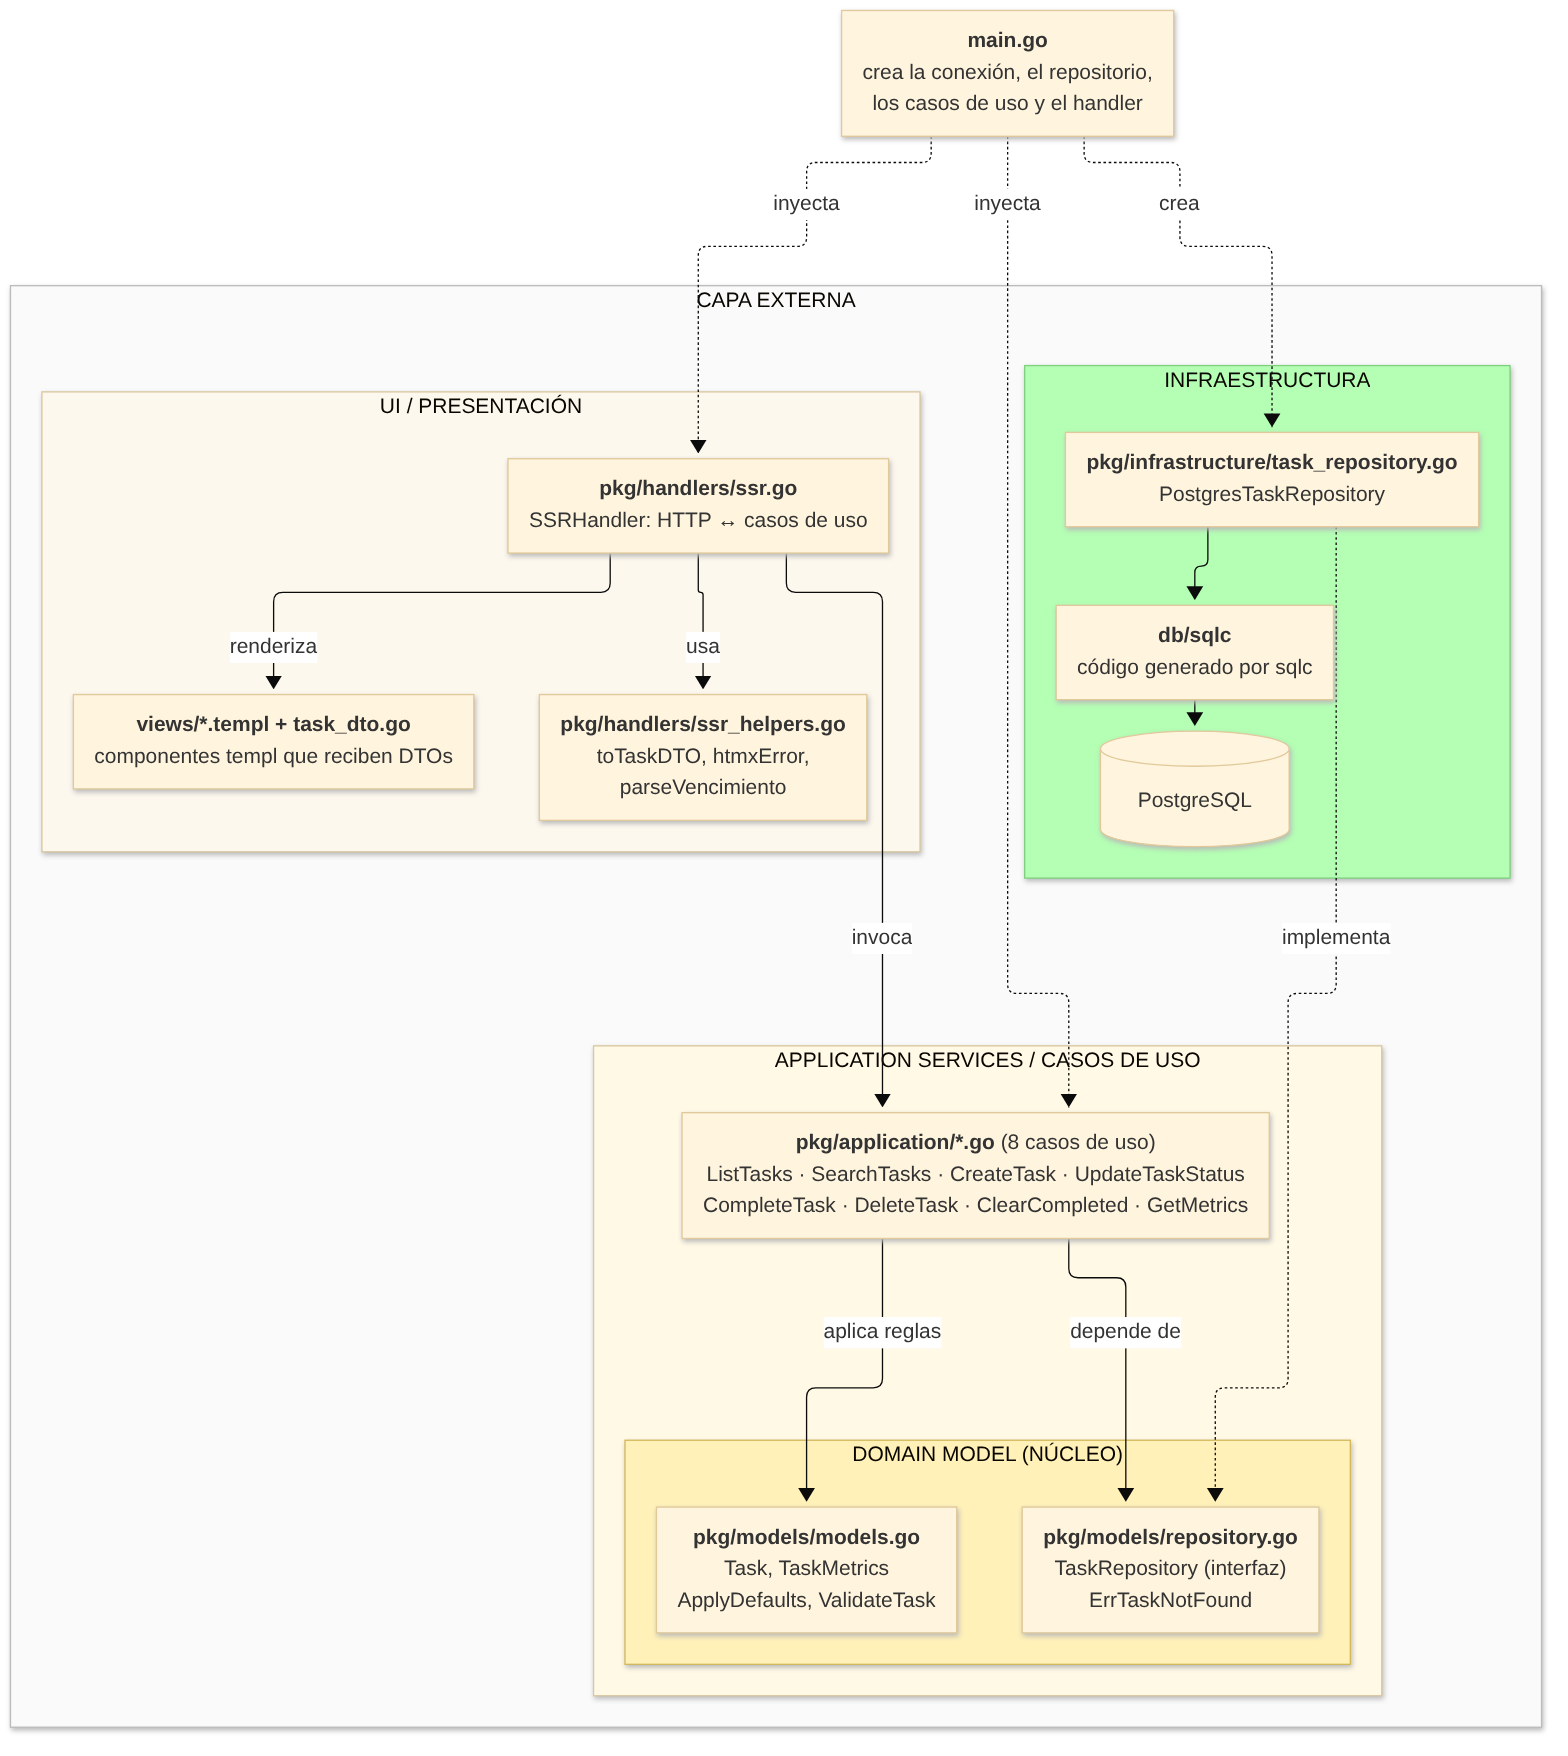 main.go
crea la conexión, el repositorio,
los casos de uso y el handler
inyecta
inyecta
crea
CAPA EXTERNA
UI / PRESENTACIÓN
INFRAESTRUCTURA
pkg/handlers/ssr.go
SSRHandler: HTTP ↔ casos de uso
pkg/infrastructure/task_repository.go
PostgresTaskRepository
renderiza
usa
db/sqlc
código generado por sqlc
views/*.templ + task_dto.go
componentes templ que reciben DTOs
pkg/handlers/ssr_helpers.go
toTaskDTO, htmxError,
parseVencimiento
PostgreSQL
invoca
implementa
APPLICATION SERVICES / CASOS DE USO
pkg/application/*.go (8 casos de uso)
ListTasks · SearchTasks · CreateTask · UpdateTaskStatus
CompleteTask · DeleteTask · ClearCompleted · GetMetrics
aplica reglas
depende de
DOMAIN MODEL (NÚCLEO)
pkg/models/models.go
Task, TaskMetrics
ApplyDefaults, ValidateTask
pkg/models/repository.go
TaskRepository (interfaz)
ErrTaskNotFound